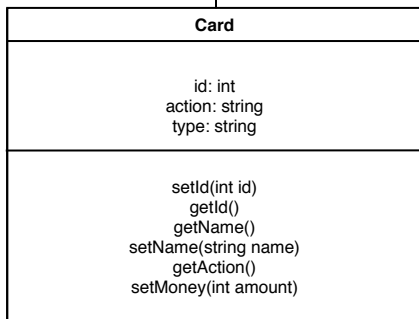 Card
id: int
action: string
type: string
setId(int id)
getId()
getName()
setName(string name)
getAction()
setMoney(int amount)